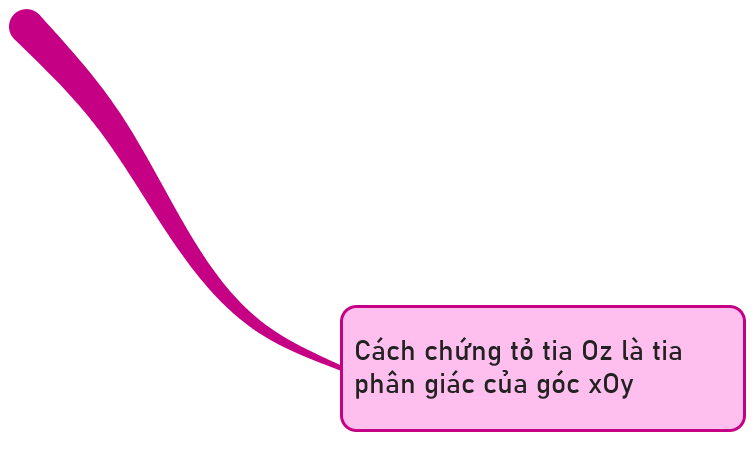 Cách chứng tỏ tia Oz là tia
phân giác của góc xOy